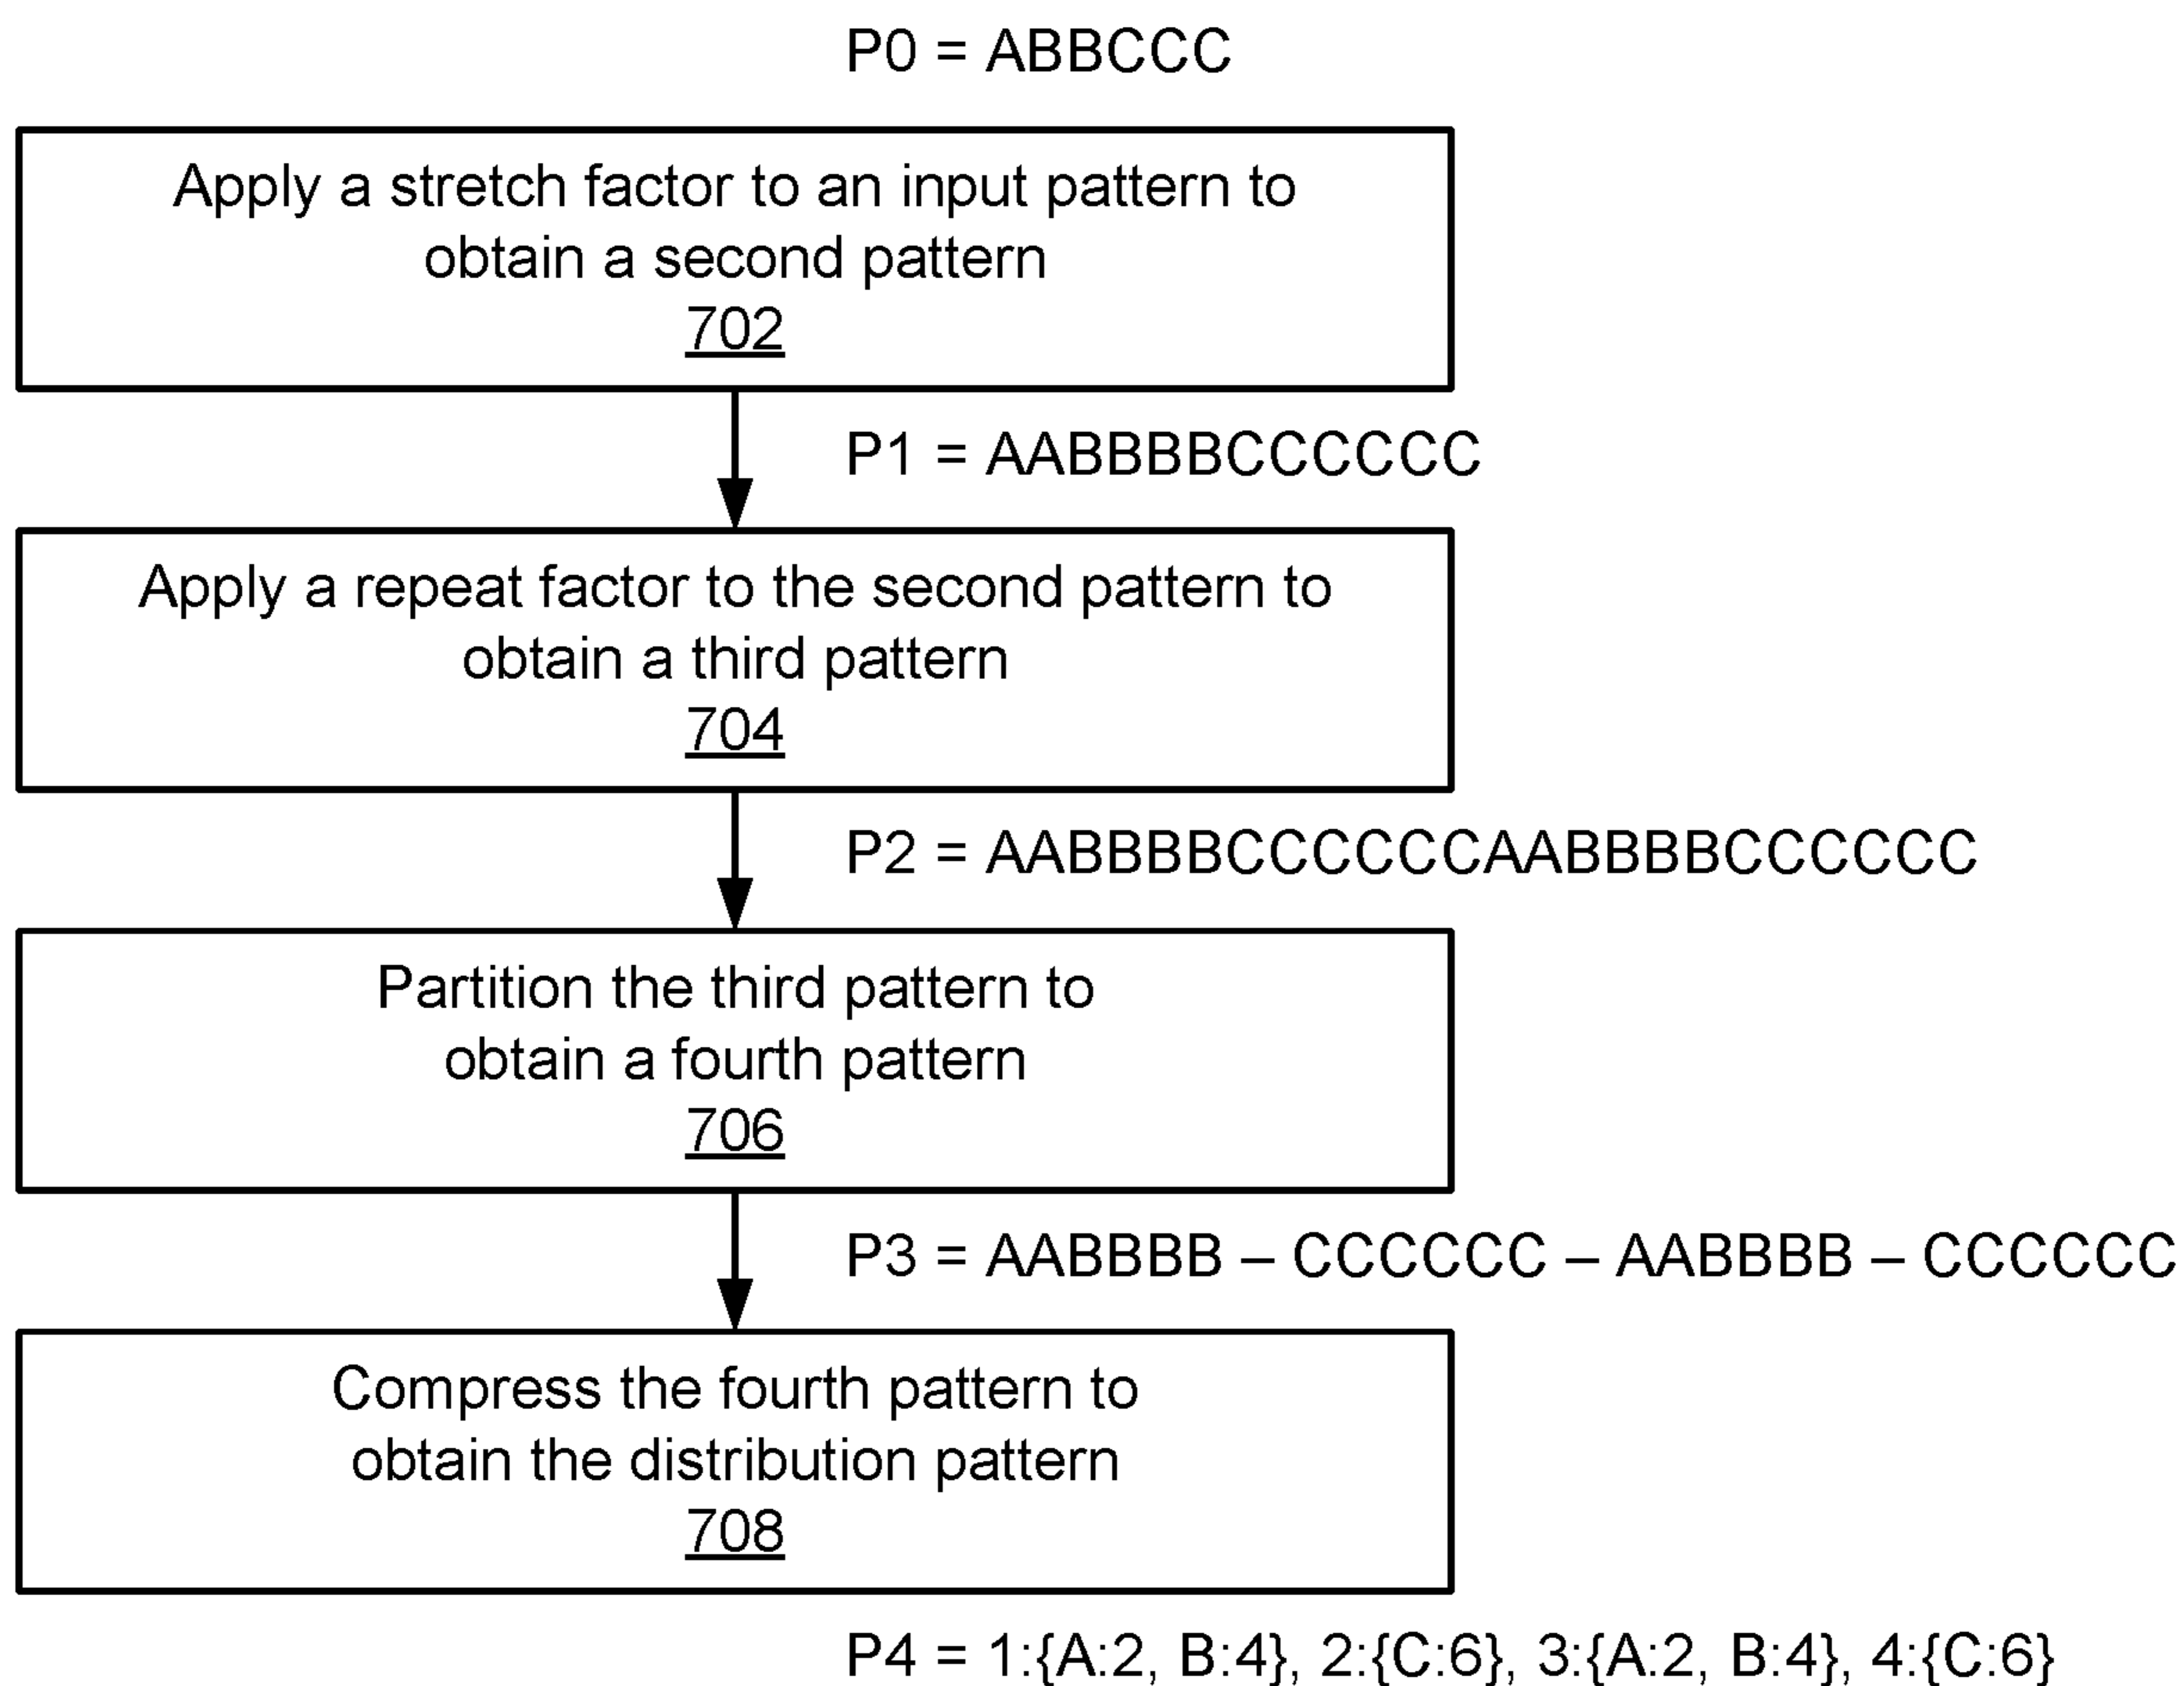 P0 = ABBCCC
Apply a stretch factor to an input pattern to
obtain a second pattern
702
P1 = AABBBBCCCCCC
Apply a repeat factor to the second pattern to
obtain a third pattern
704
P2 = AABBBBCCCCCCAABBBBCCCCCC
Partition the third pattern to
obtain a fourth pattern
706
P3 = AABBBB – CCCCCC – AABBBB – CCCCCC
Compress the fourth pattern to
obtain the distribution pattern
708
P4 = 1:{A:2, B:4}, 2:{C:6}, 3:{A:2, B:4}, 4:{C:6}